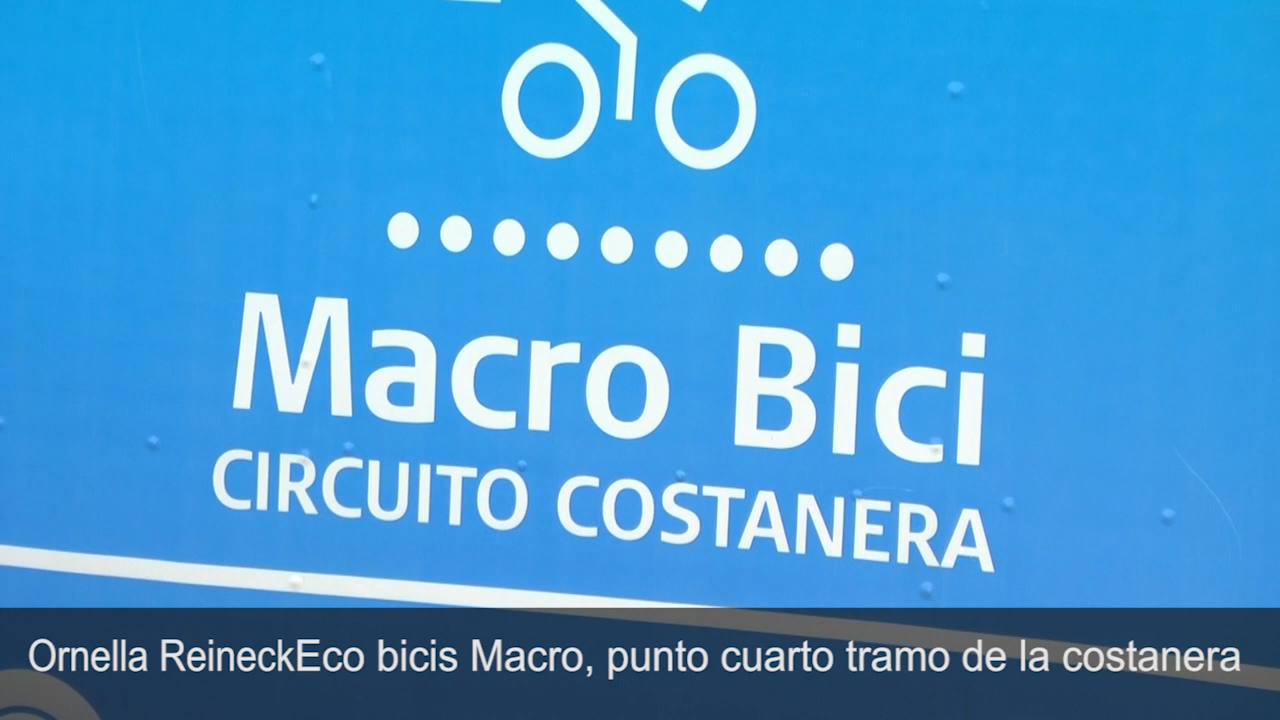 Macro Bici
CIRCUITO COSTANERA
Ornella ReineckEco bicis Macro, punto cuarto tramo de la costanera